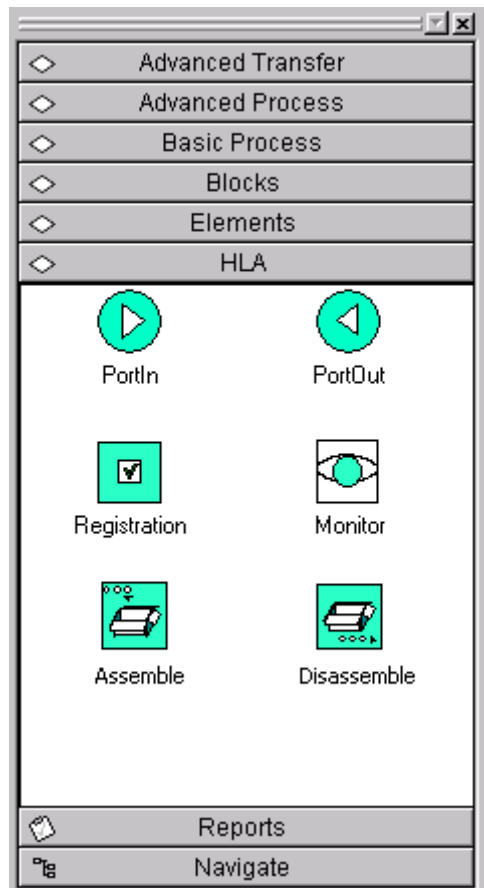 Advanced Transfer
Advanced Process
Basic Process
Blocks
Elements
HLA
PortIn PortOut
Registration Monitor
Assemble Disassemble
Reports
Navigate